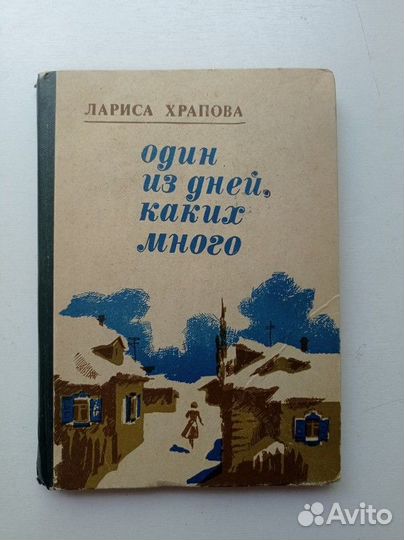 ЛАРИСА ХРАПОВА
один
из дней,
каких
много
Avito